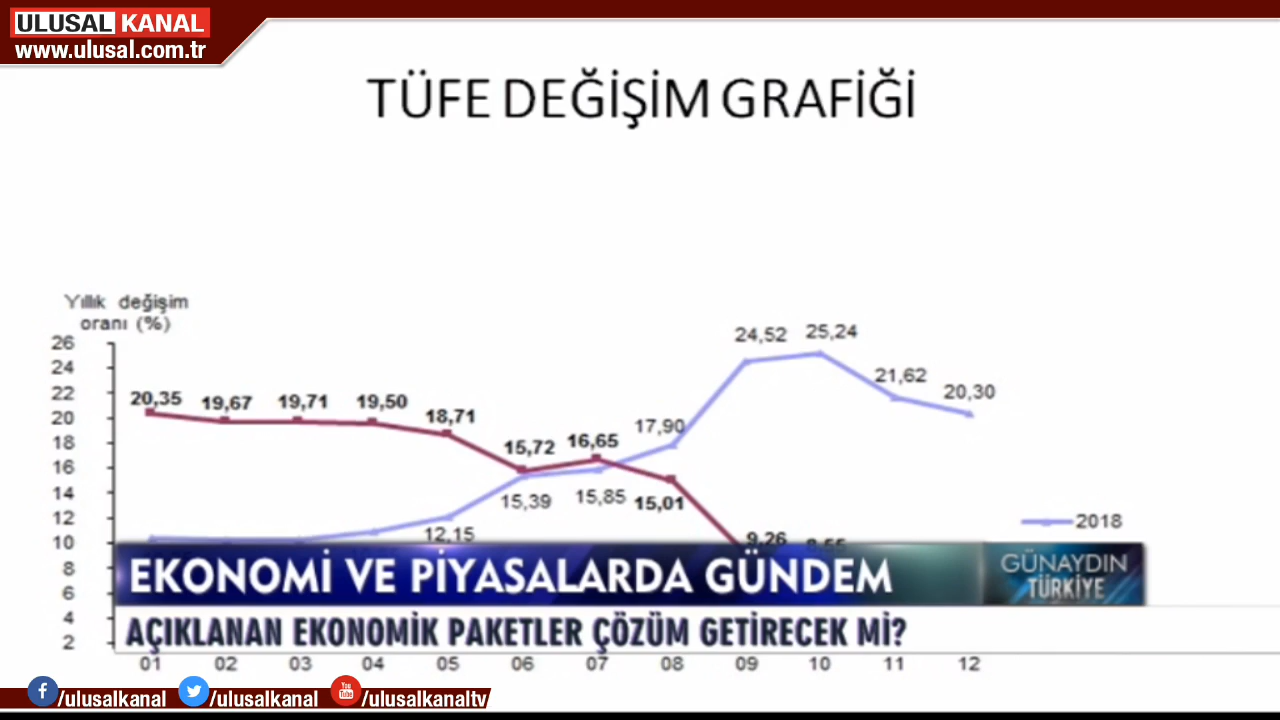 ULUSAL KANAL
www.ulusal.com.tr
TÜFE DEĞİŞİM GRAFİĞİ
Yıllık değişim
oranı (%)
26
24
22
20
18
16
14
12
10
8
6
4
2
20,35 19,67 19,71 19,50 18,71 15,72 16,65 15,01 9,26 8,55
12,15 15,39 15,85 17,90 24,52 25,24 21,62 20,30
2018
EKONOMİ VE PİYASALARDA GÜNDEM
GÜNAYDIN
TÜRKİYE
AÇIKLANAN EKONOMİK PAKETLER ÇÖZÜM GETİRECEK Mİ?
01 02 03 04 05 06 07 08 09 10 11 12
/ulusalkanal /ulusalkanal You Tube /ulusalkanaltv